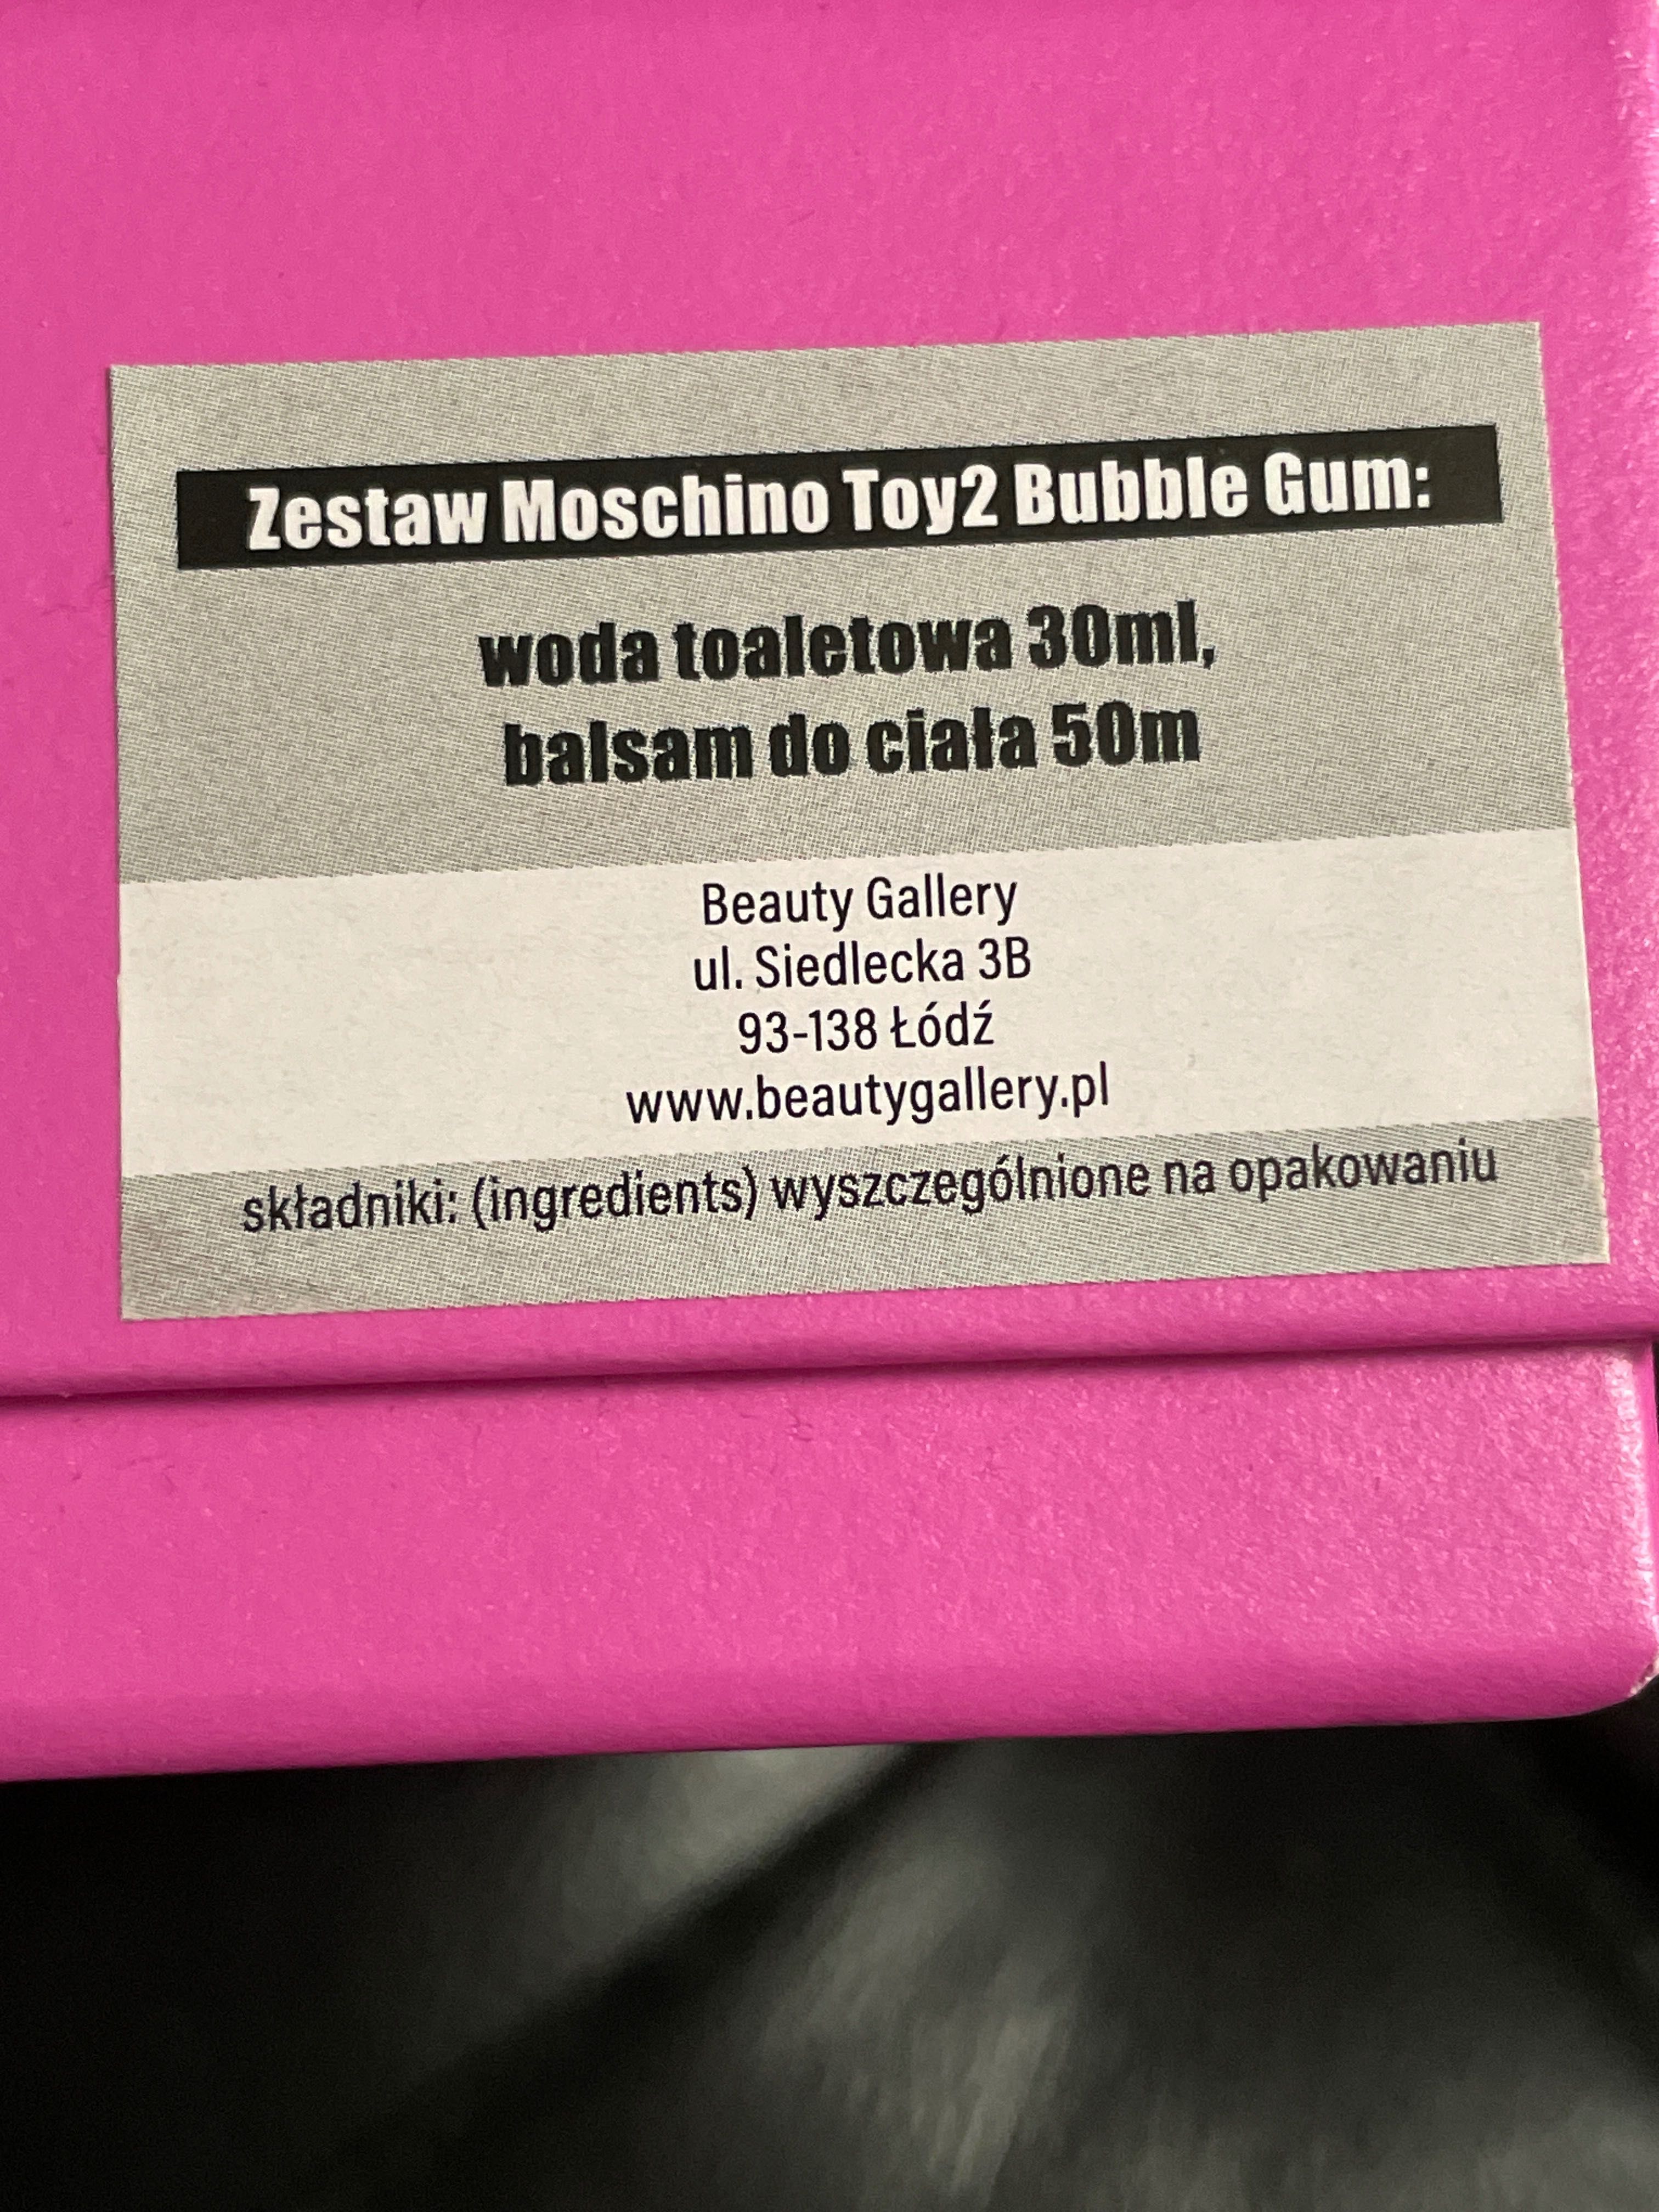 Zestaw Moschino Toy2 Bubble Gum:
woda toaletowa 30ml,
balsam do ciała 50m
Beauty Gallery
ul. Siedlecka 3B
93-138 Łódź
www.beautygallery.pl
składniki: (ingredients) wyszczególnione na opakowaniu